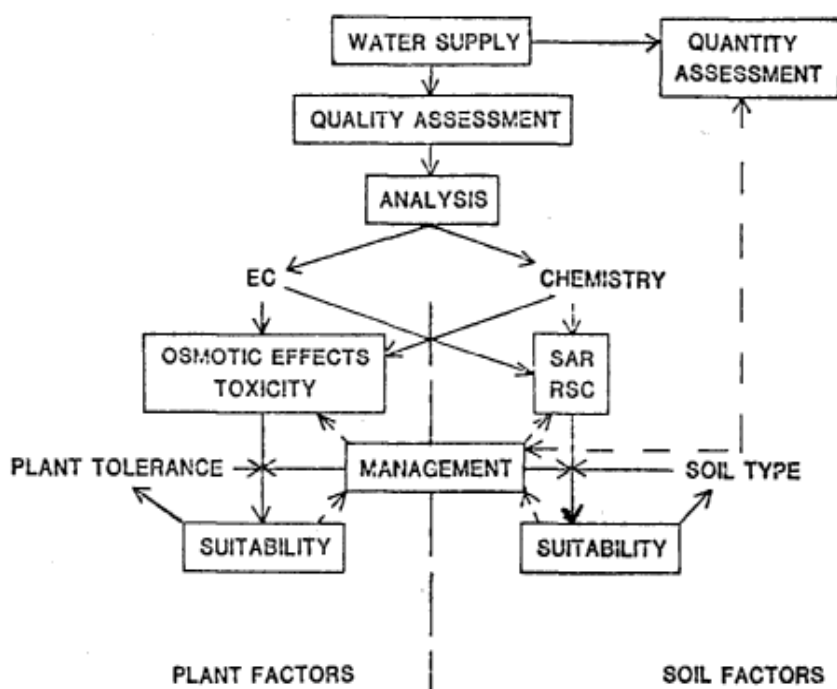 WATER SUPPLY
QUANTITY
ASSESSMENT
QUALITY ASSESSMENT
ANALYSIS
EC
CHEMISTRY
OSMOTIC EFFECTS
TOXICITY
SAR
RSC
PLANT TOLERANCE
MANAGEMENT
SOIL TYPE
SUITABILITY
SUITABILITY
PLANT FACTORS
SOIL FACTORS